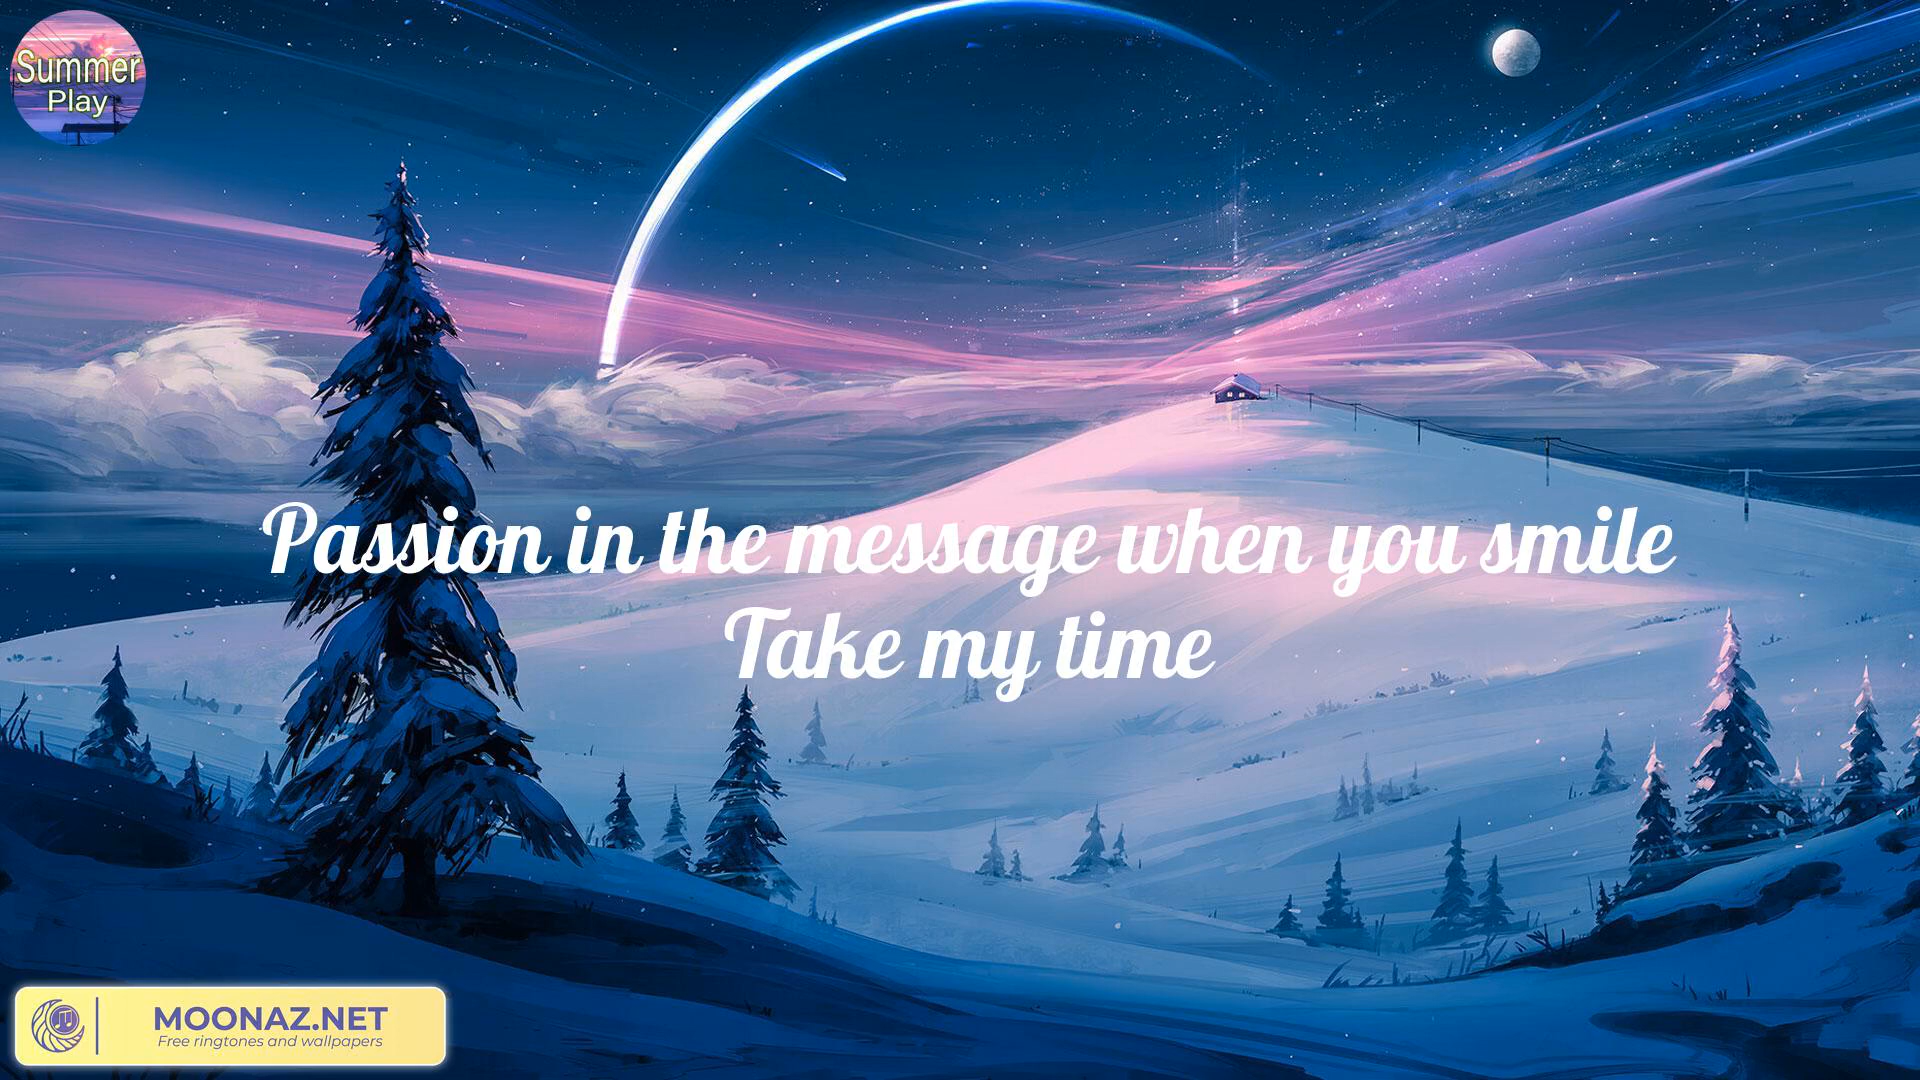 Summer
Play
Passion in the message when you smile
Take my time
MOONAZ.NET
Free ringtones and wallpapers